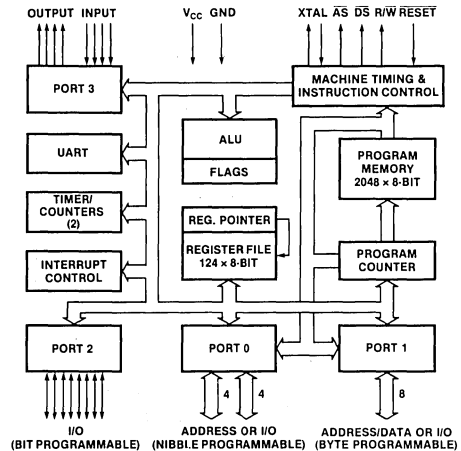 OUTPUT INPUT
VCC GND
XTAL AS DS R/W RESET
PORT 3
MACHINE TIMING &
INSTRUCTION CONTROL
UART
ALU
FLAGS
PROGRAM
MEMORY
2048 × 8-BIT
TIMER/
COUNTERS
(2)
REG. POINTER
REGISTER FILE
124 × 8-BIT
INTERRUPT
CONTROL
PROGRAM
COUNTER
PORT 2
PORT 0
PORT 1
4
4
8
I/O
(BIT PROGRAMMABLE)
ADDRESS OR I/O
(NIBBLE PROGRAMMABLE)
ADDRESS/DATA OR I/O
(BYTE PROGRAMMABLE)